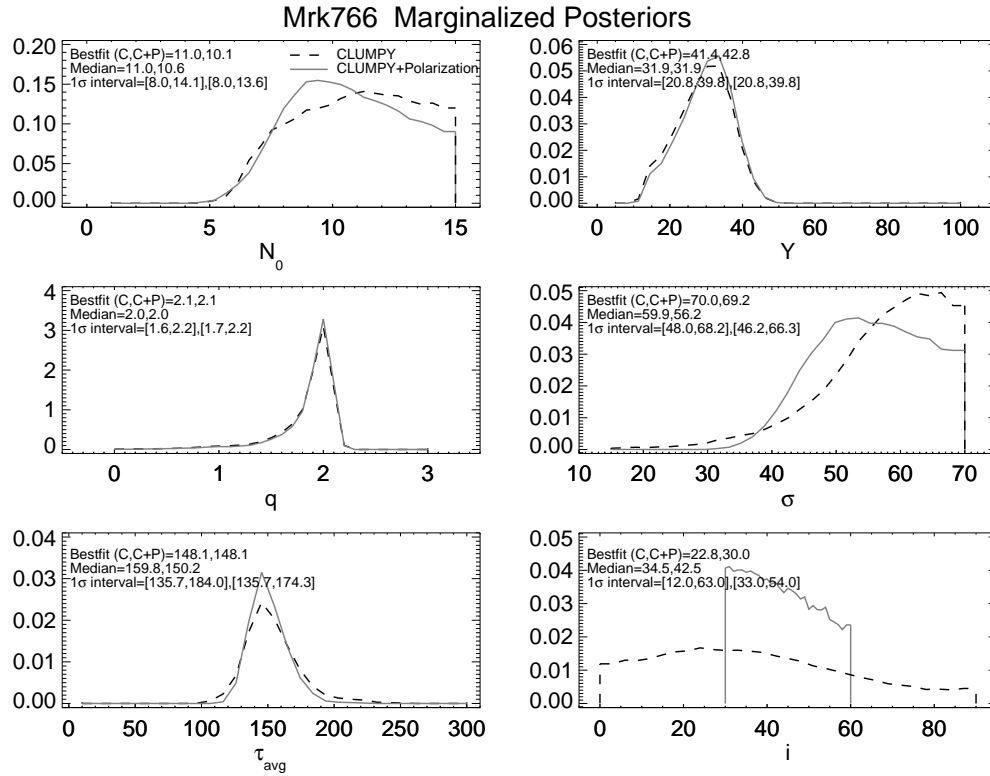 Mrk766 Marginalized Posteriors
Bestfit (C,C+P)=11.0,10.1
Median=11.0,10.6
1σ interval=[8.0,14.1],[8.0,13.6]
CLUMPY
CLUMPY+Polarization
0.20
0.15
0.10
0.05
0.00
0 5 10 15
N0
Bestfit (C,C+P)=41.4,42.8
Median=31.9,31.9
1σ interval=[20.8,39.8],[20.8,39.8]
0.06
0.05
0.04
0.03
0.02
0.01
0.00
0 20 40 60 80 100
Y
Bestfit (C,C+P)=2.1,2.1
Median=2.0,2.0
1σ interval=[1.6,2.2],[1.7,2.2]
4
3
2
1
0
0 1 2 3
q
Bestfit (C,C+P)=70.0,69.2
Median=59.9,56.2
1σ interval=[48.0,68.2],[46.2,66.3]
0.05
0.04
0.03
0.02
0.01
0.00
10 20 30 40 50 60 70
σ
Bestfit (C,C+P)=148.1,148.1
Median=159.8,150.2
1σ interval=[135.7,184.0],[135.7,174.3]
0.04
0.03
0.02
0.01
0.00
0 50 100 150 200 250 300
τavg
Bestfit (C,C+P)=22.8,30.0
Median=34.5,42.5
1σ interval=[12.0,63.0],[33.0,54.0]
0.05
0.04
0.03
0.02
0.01
0.00
0 20 40 60 80
i